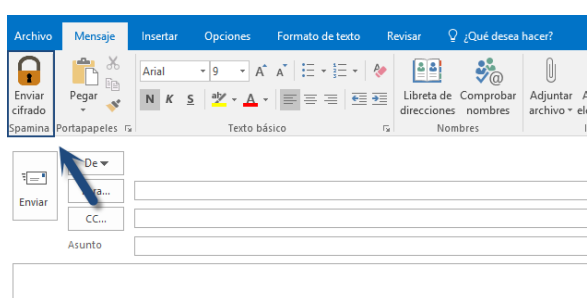 Archivo Mensaje Insertar Opciones Formato de texto Revisar ¿Qué desea hacer?
Enviar cifrado
Spamina
Pegar
Portapapeles
Arial 9 A A
N K S aby A
Texto básico
Libreta de direcciones
Comprobar nombres
Nombres
Adjuntar archivo
De
CC...
Asunto
Enviar